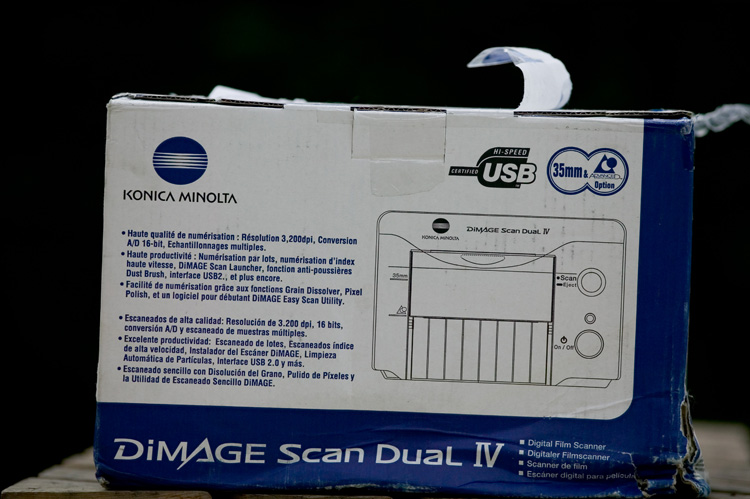 KONICA MINOLTA
• Haute qualité de numérisation : Résolution 3,200dpi, Conversion
A/D 16-bit, Echantillonnages multiples.
• Haute productivité : Numérisation par lots, numérisation d'index
haute vitesse, DiMAGE Scan Launcher, fonction anti-poussières
Dust Brush, interface USB2., et plus encore.
• Facilité de numérisation grâce aux fonctions Grain Dissolver, Pixel
Polish, et un logiciel pour débutant DiMAGE Easy Scan Utility.
• Escaneados de alta calidad: Resolución de 3.200 dpi, 16 bits,
conversión A/D y escaneado de muestras múltiples.
• Excelente productividad: Escaneado de lotes, Escaneados índice
de alta velocidad, Instalador del Escáner DiMAGE, Limpieza
Automática de Partículas, Interface USB 2.0 y más.
• Escaneado sencillo con Disolución del Grano, Pulido de Píxeles y
la Utilidad de Escaneado Sencillo DiMAGE.
HI-SPEED
CERTIFIED USB
35mm & ADVANCED
Option
KONICA MINOLTA
DiMAGE Scan Dual IV
35mm
Scan
Eject
On / Off
DiMAGE Scan Dual IV
Digital Film Scanner
Digitaler Filmscanner
Scanner de film
Escáner digital para película